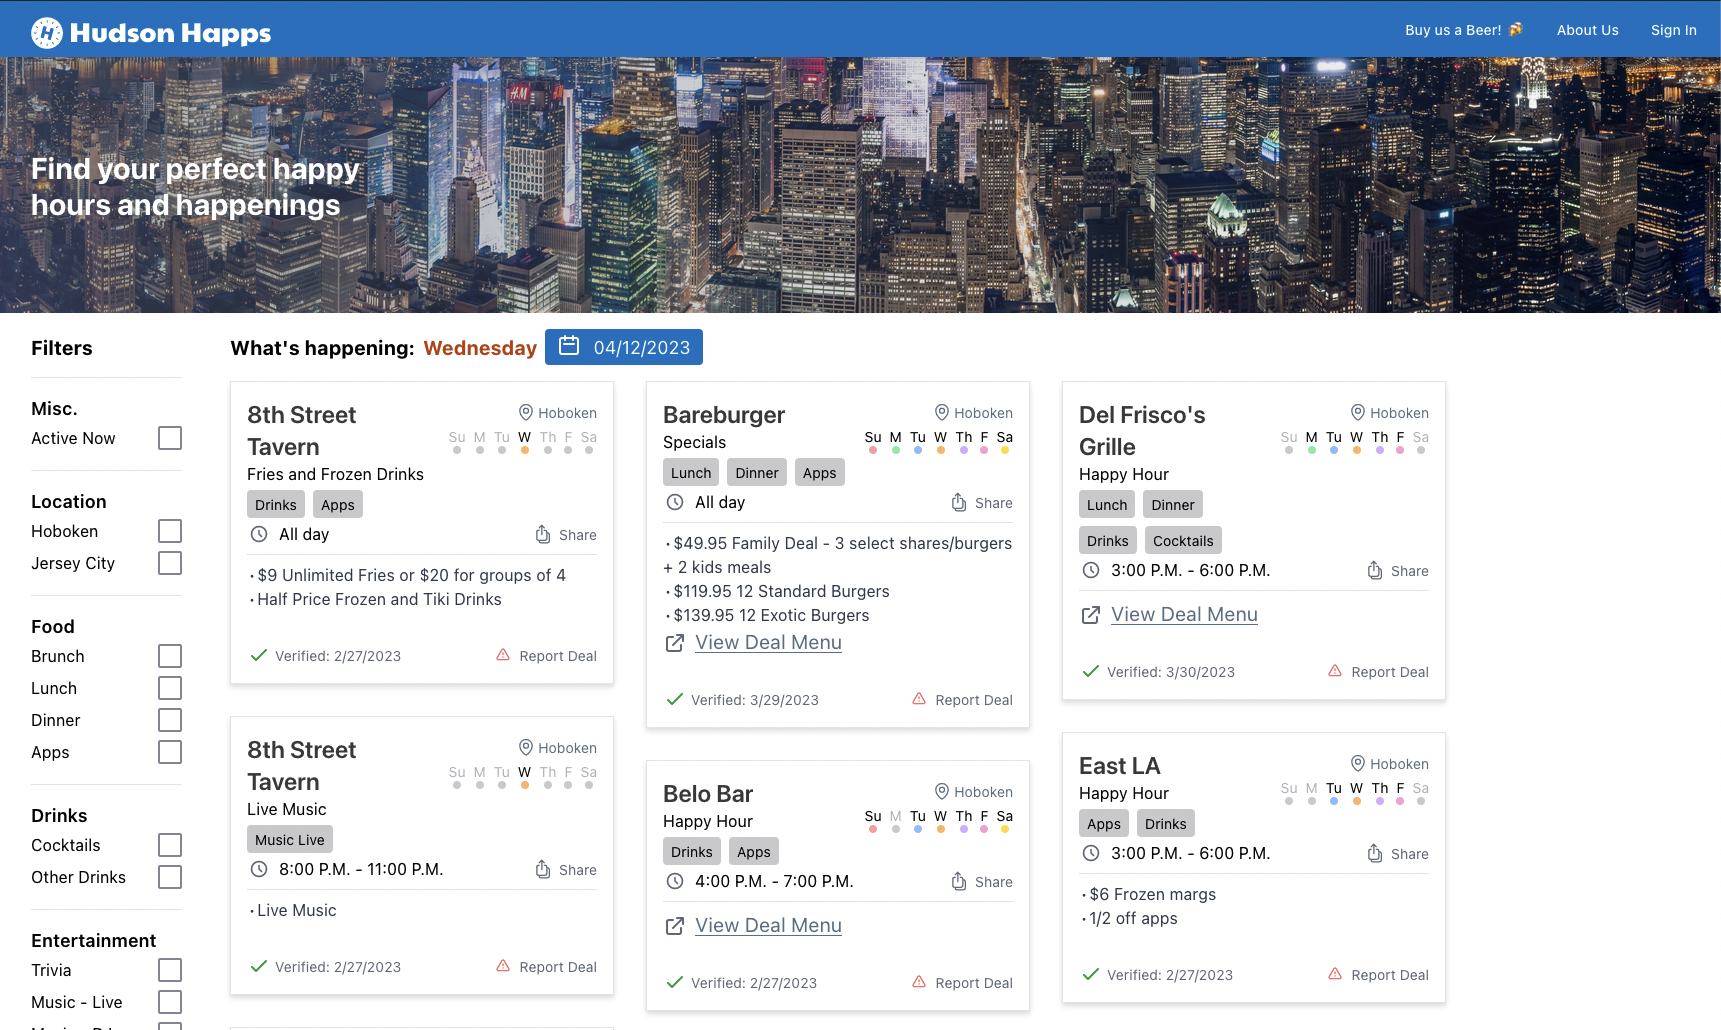 Hudson Happs
Buy us a Beer! 🍻 About Us Sign In
H&M
Find your perfect happy
hours and happenings
Filters
Misc.
Active Now
Location
Hoboken
Jersey City
Food
Brunch
Lunch
Dinner
Apps
Drinks
Cocktails
Other Drinks
Entertainment
Trivia
Music - Live
What's happening: Wednesday 04/12/2023
8th Street
Tavern
Hoboken
Su M Tu W Th F Sa
Fries and Frozen Drinks
Drinks Apps
All day Share
· $9 Unlimited Fries or $20 for groups of 4
· Half Price Frozen and Tiki Drinks
Verified: 2/27/2023 Report Deal
8th Street
Tavern
Hoboken
Su M Tu W Th F Sa
Live Music
Music Live
8:00 P.M. - 11:00 P.M. Share
· Live Music
Verified: 2/27/2023 Report Deal
Bareburger
Hoboken
Su M Tu W Th F Sa
Specials
Lunch Dinner Apps
All day Share
· $49.95 Family Deal - 3 select shares/burgers
+ 2 kids meals
· $119.95 12 Standard Burgers
· $139.95 12 Exotic Burgers
View Deal Menu
Verified: 3/29/2023 Report Deal
Belo Bar
Hoboken
Su M Tu W Th F Sa
Happy Hour
Drinks Apps
4:00 P.M. - 7:00 P.M. Share
View Deal Menu
Verified: 2/27/2023 Report Deal
Del Frisco's
Grille
Hoboken
Su M Tu W Th F Sa
Happy Hour
Lunch Dinner
Drinks Cocktails
3:00 P.M. - 6:00 P.M. Share
View Deal Menu
Verified: 3/30/2023 Report Deal
East LA
Hoboken
Su M Tu W Th F Sa
Happy Hour
Apps Drinks
3:00 P.M. - 6:00 P.M. Share
· $6 Frozen margs
· 1/2 off apps
Verified: 2/27/2023 Report Deal